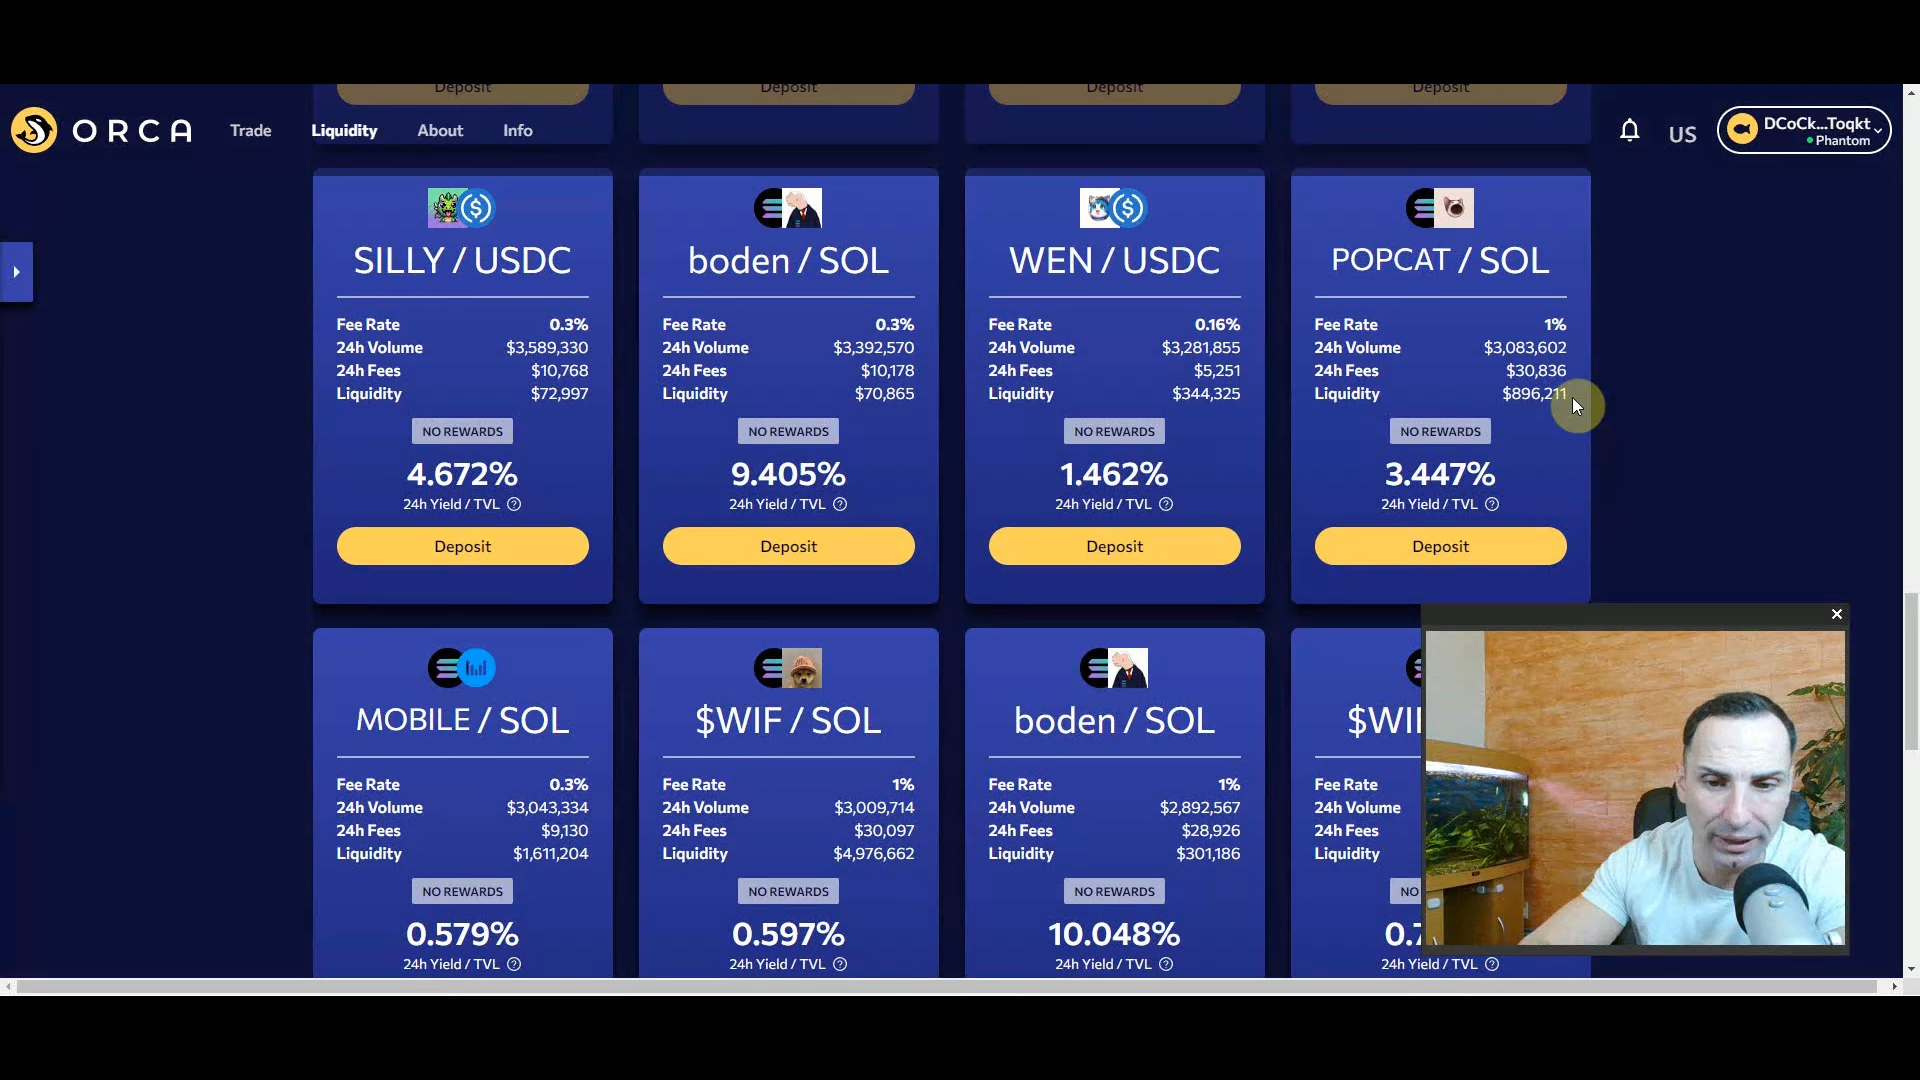 Deposit
Deposit
Deposit
Deposit
ORCA
Trade
Liquidity
About
Info
US
DCoCk...Toqkt
Phantom
SILLY / USDC
Fee Rate 0.3%
24h Volume $3,589,330
24h Fees $10,768
Liquidity $72,997
NO REWARDS
4.672%
24h Yield / TVL ?
Deposit
boden / SOL
Fee Rate 0.3%
24h Volume $3,392,570
24h Fees $10,178
Liquidity $70,865
NO REWARDS
9.405%
24h Yield / TVL ?
Deposit
WEN / USDC
Fee Rate 0.16%
24h Volume $3,281,855
24h Fees $5,251
Liquidity $344,325
NO REWARDS
1.462%
24h Yield / TVL ?
Deposit
POPCAT / SOL
Fee Rate 1%
24h Volume $3,083,602
24h Fees $30,836
Liquidity $896,211
NO REWARDS
3.447%
24h Yield / TVL ?
Deposit
MOBILE / SOL
Fee Rate 0.3%
24h Volume $3,043,334
24h Fees $9,130
Liquidity $1,611,204
NO REWARDS
0.579%
24h Yield / TVL ?
$WIF / SOL
Fee Rate 1%
24h Volume $3,009,714
24h Fees $30,097
Liquidity $4,976,662
NO REWARDS
0.597%
24h Yield / TVL ?
boden / SOL
Fee Rate 1%
24h Volume $2,892,567
24h Fees $28,926
Liquidity $301,186
NO REWARDS
10.048%
24h Yield / TVL ?
$WI
Fee Rate
24h Volume
24h Fees
Liquidity
NO
0.7
24h Yield / TVL ?